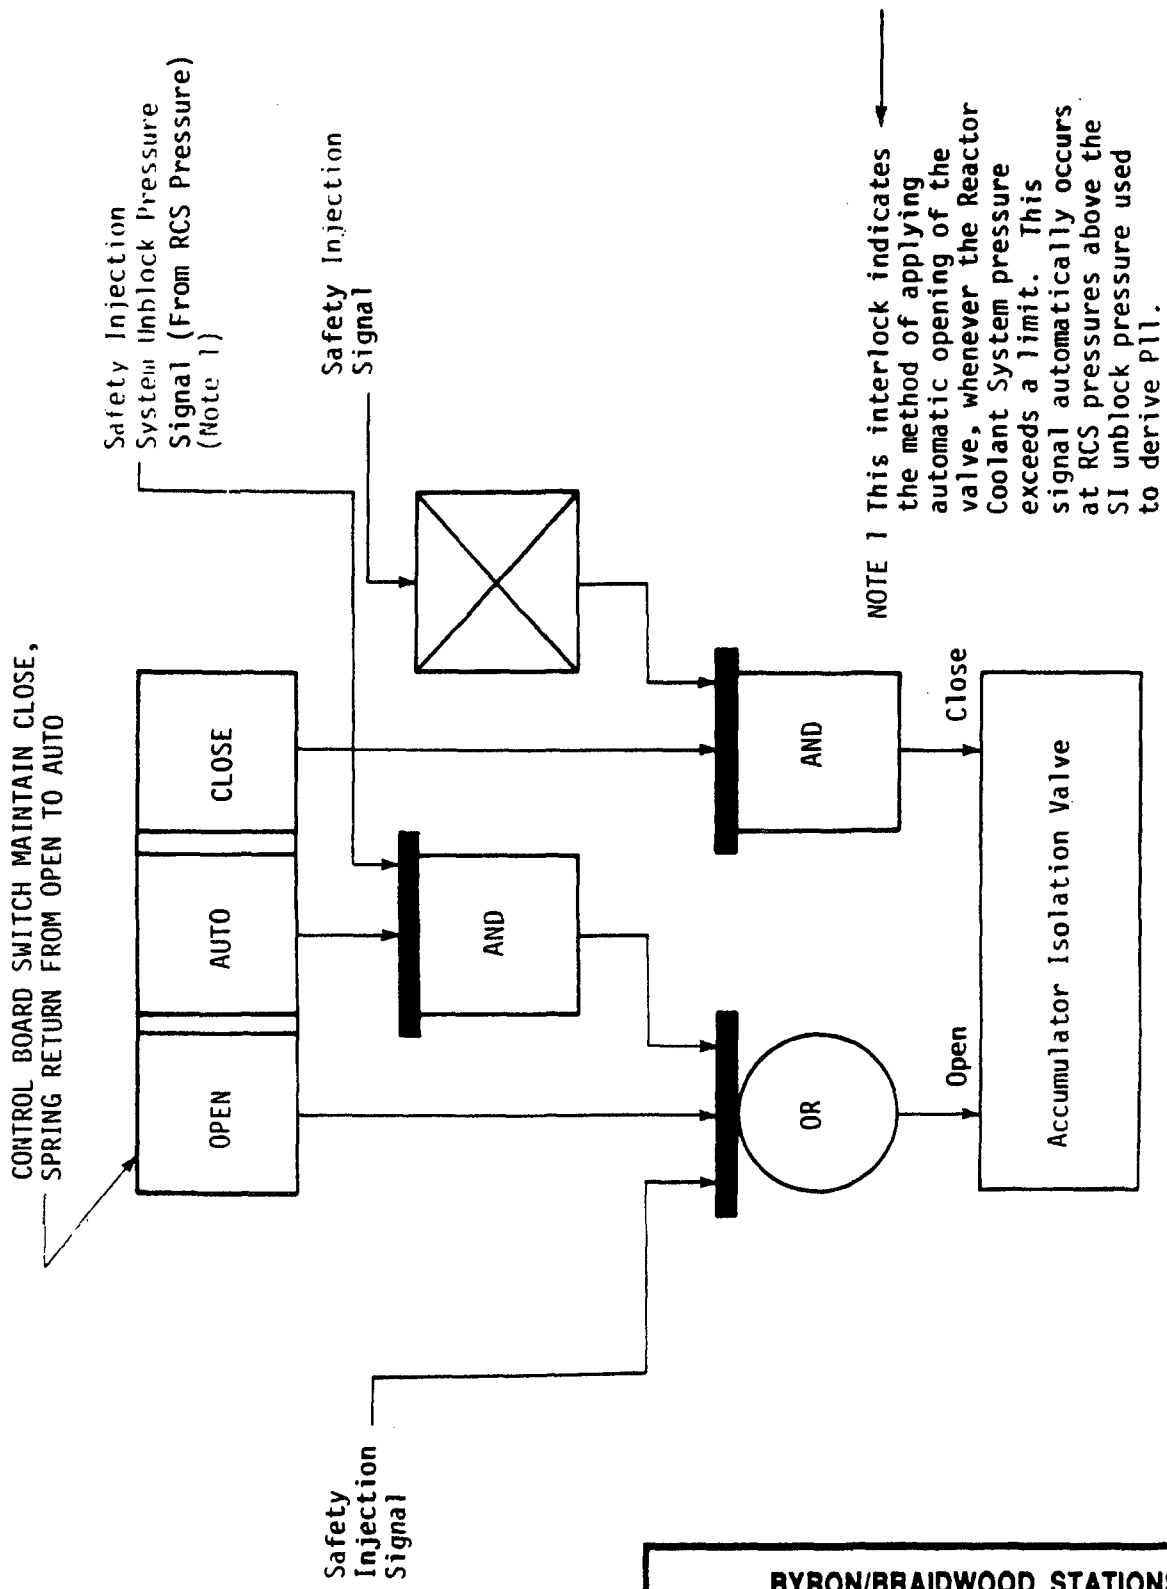 CONTROL BOARD SWITCH MAINTAIN CLOSE,
SPRING RETURN FROM OPEN TO AUTO
OPEN
AUTO
CLOSE
Safety Injection
System Unblock Pressure
Signal (From RCS Pressure)
(Note 1)
Safety Injection
Signal
Safety
Injection
Signal
AND
OR
AND
Open
Close
Accumulator Isolation Valve
NOTE 1 This interlock indicates
the method of applying
automatic opening of the
valve, whenever the Reactor
Coolant System pressure
exceeds a limit. This
signal automatically occurs
at RCS pressures above the
SI unblock pressure used
to derive P11.
BYRON/BRAIDWOOD STATIONS